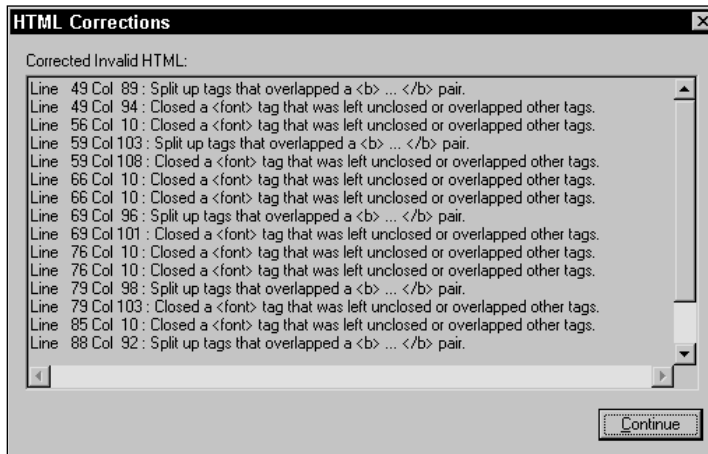 HTML Corrections
Corrected Invalid HTML:
Line 49 Col 89 : Split up tags that overlapped a <b> ... </b> pair.
Line 49 Col 94 : Closed a <font> tag that was left unclosed or overlapped other tags.
Line 56 Col 10 : Closed a <font> tag that was left unclosed or overlapped other tags.
Line 59 Col 103 : Split up tags that overlapped a <b> ... </b> pair.
Line 59 Col 108 : Closed a <font> tag that was left unclosed or overlapped other tags.
Line 66 Col 10 : Closed a <font> tag that was left unclosed or overlapped other tags.
Line 66 Col 10 : Closed a <font> tag that was left unclosed or overlapped other tags.
Line 69 Col 96 : Split up tags that overlapped a <b> ... </b> pair.
Line 69 Col 101 : Closed a <font> tag that was left unclosed or overlapped other tags.
Line 76 Col 10 : Closed a <font> tag that was left unclosed or overlapped other tags.
Line 76 Col 10 : Closed a <font> tag that was left unclosed or overlapped other tags.
Line 79 Col 98 : Split up tags that overlapped a <b> ... </b> pair.
Line 79 Col 103 : Closed a <font> tag that was left unclosed or overlapped other tags.
Line 85 Col 10 : Closed a <font> tag that was left unclosed or overlapped other tags.
Line 88 Col 92 : Split up tags that overlapped a <b> ... </b> pair.
Continue